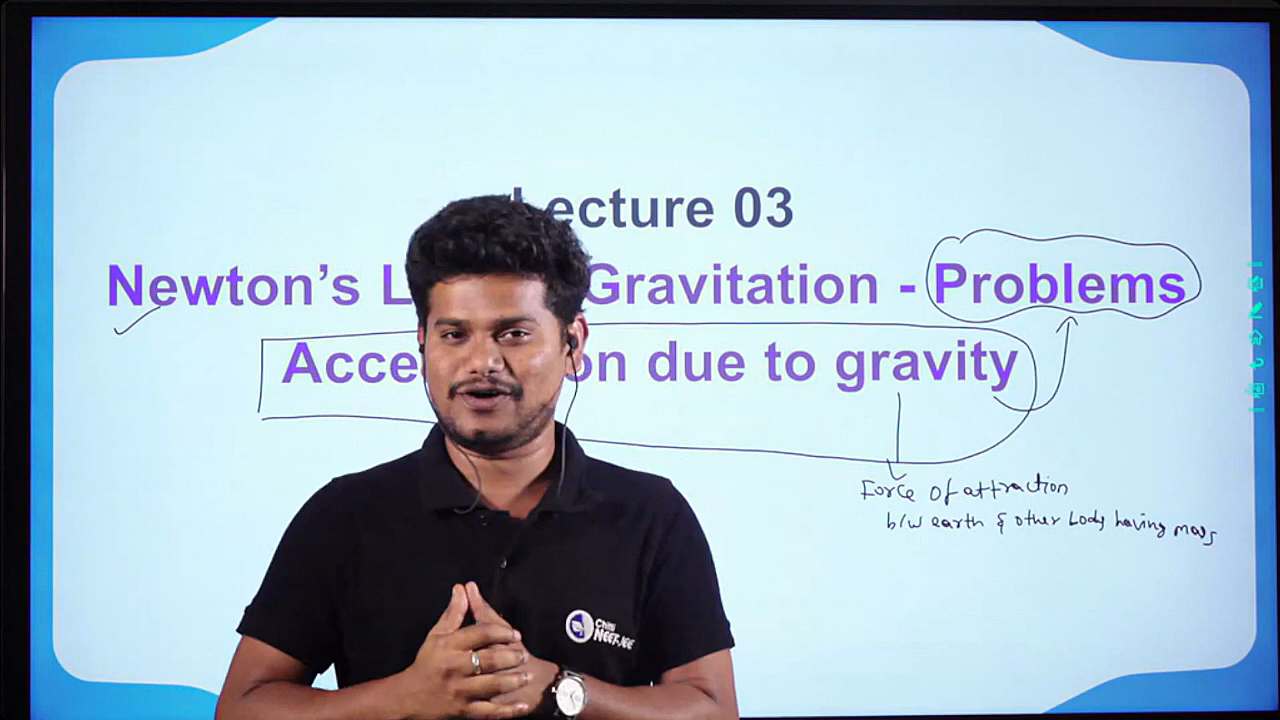 Lecture 03
Newton's L Gravitation - Problems
Acce on due to gravity
Force of attraction
b/w earth & other body having mass
Chiti
NEET-JEE